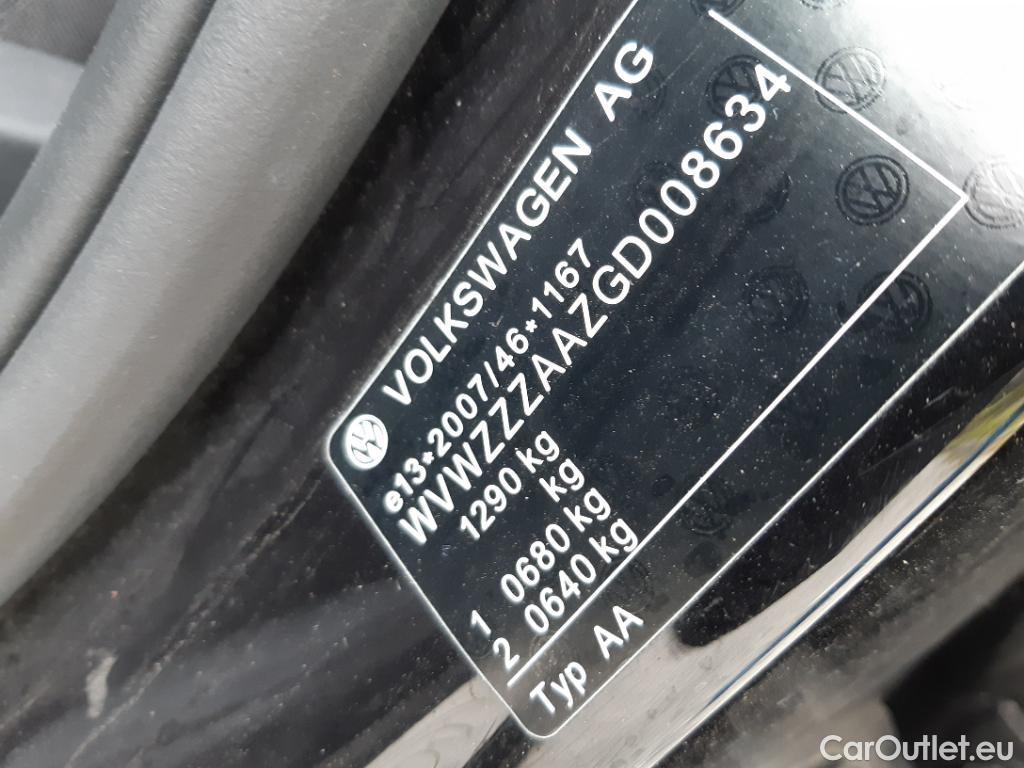 VOLKSWAGEN AG
e13*2007/46*1167
WVWZZZAAZGD008634
1290 kg
kg
1 0680 kg
2 0640 kg
Typ AA
CarOutlet.eu